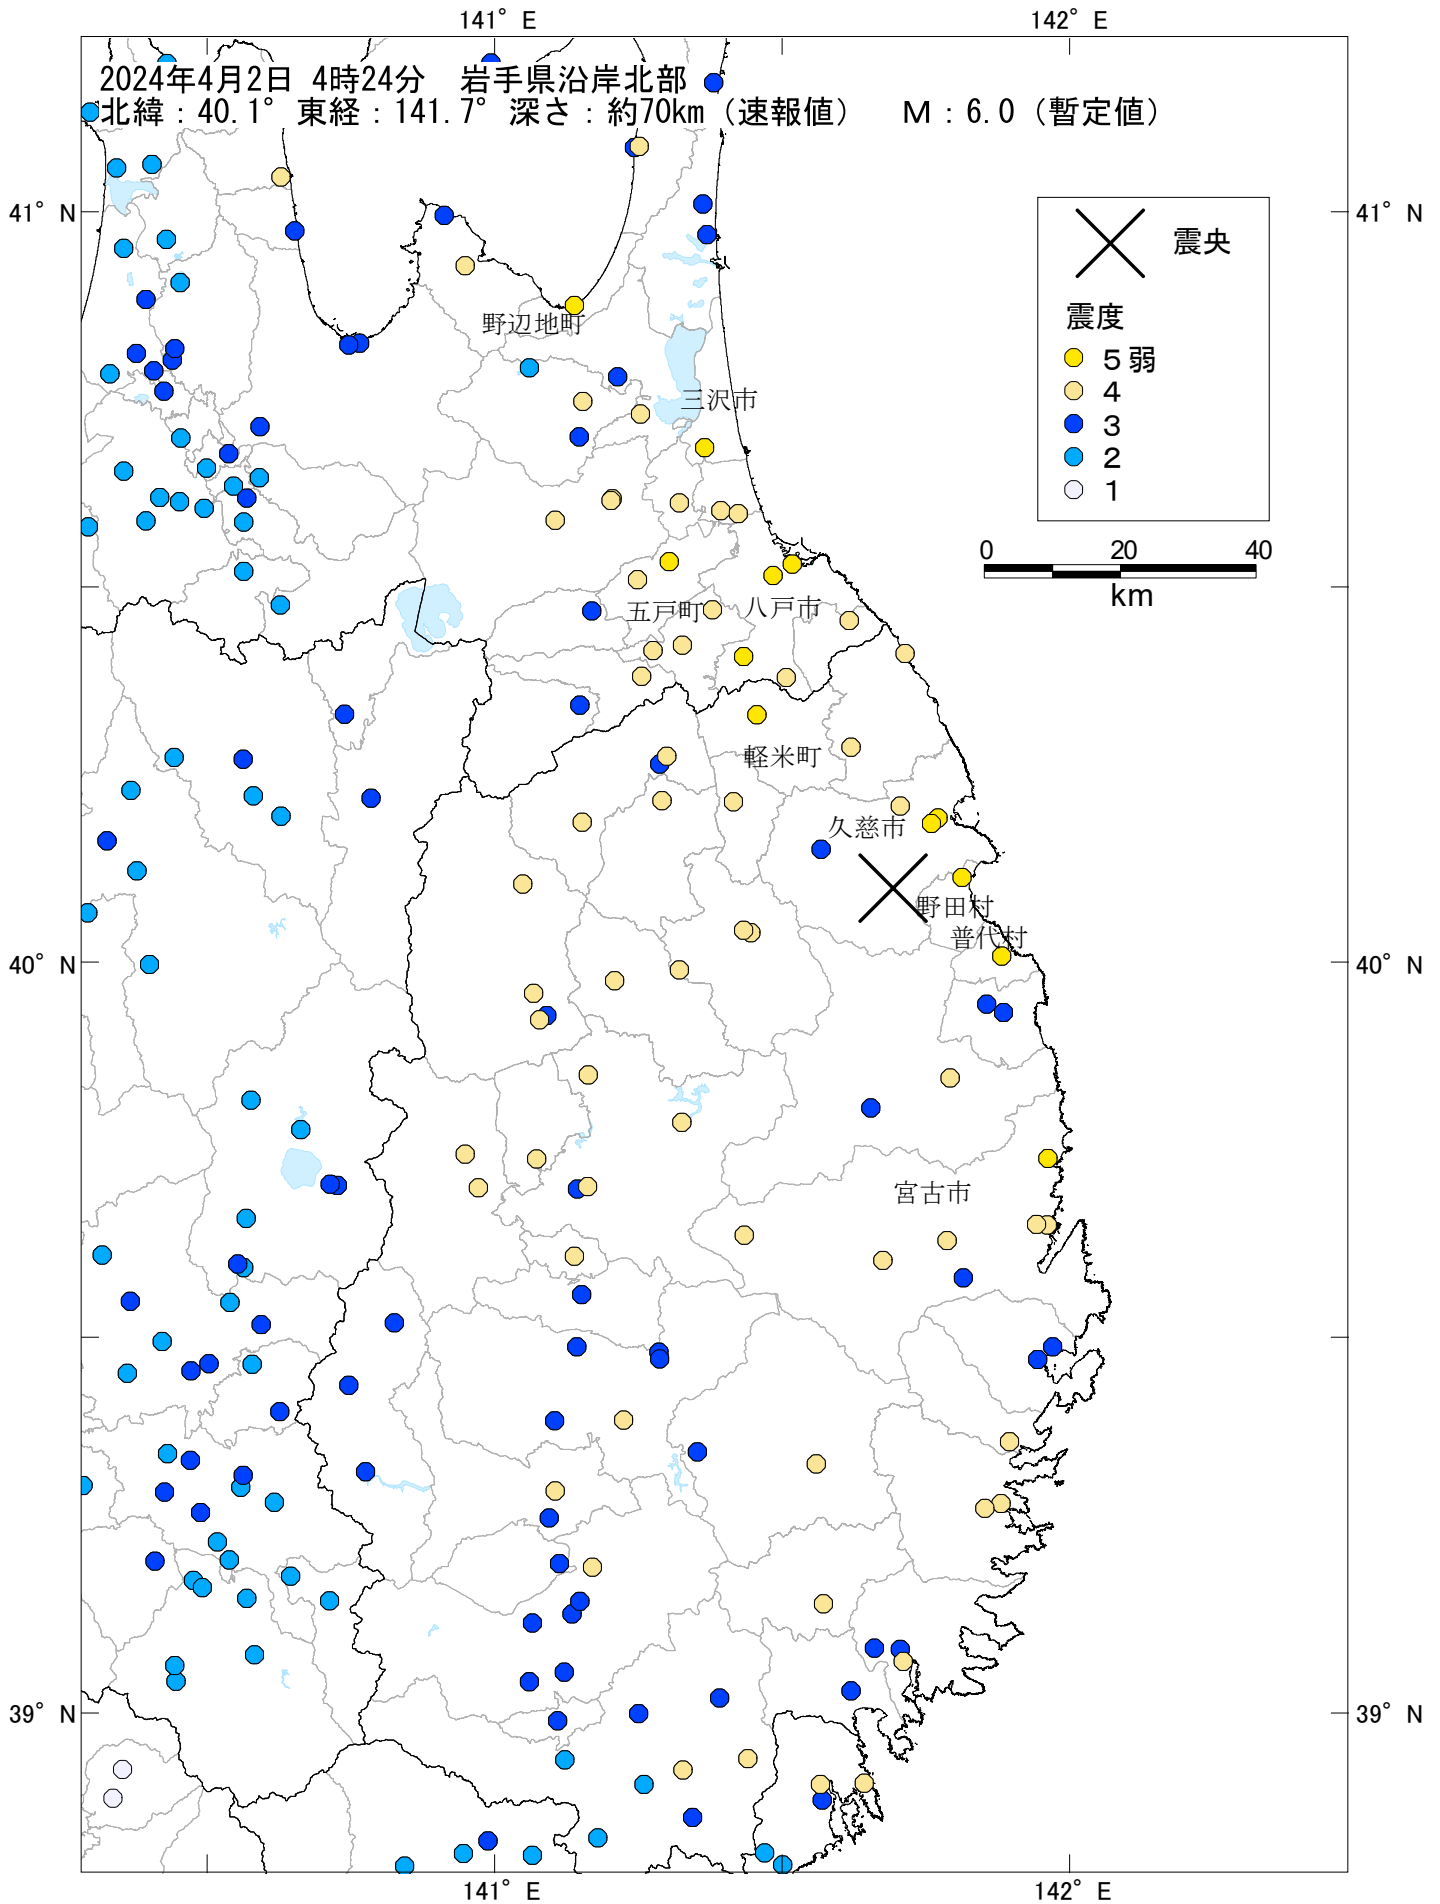 141° E
142° E
2024年4月2日 4時24分 岩手県沿岸北部
北緯：40.1° 東経：141.7° 深さ：約70km（速報値） M：6.0（暫定値）
41° N
41° N
震央
震度
5弱
4
3
2
1
野辺地町
三沢市
0 20 40
km
五戸町
八戸市
軽米町
久慈市
野田村
普代村
40° N
40° N
宮古市
39° N
39° N
141° E
142° E